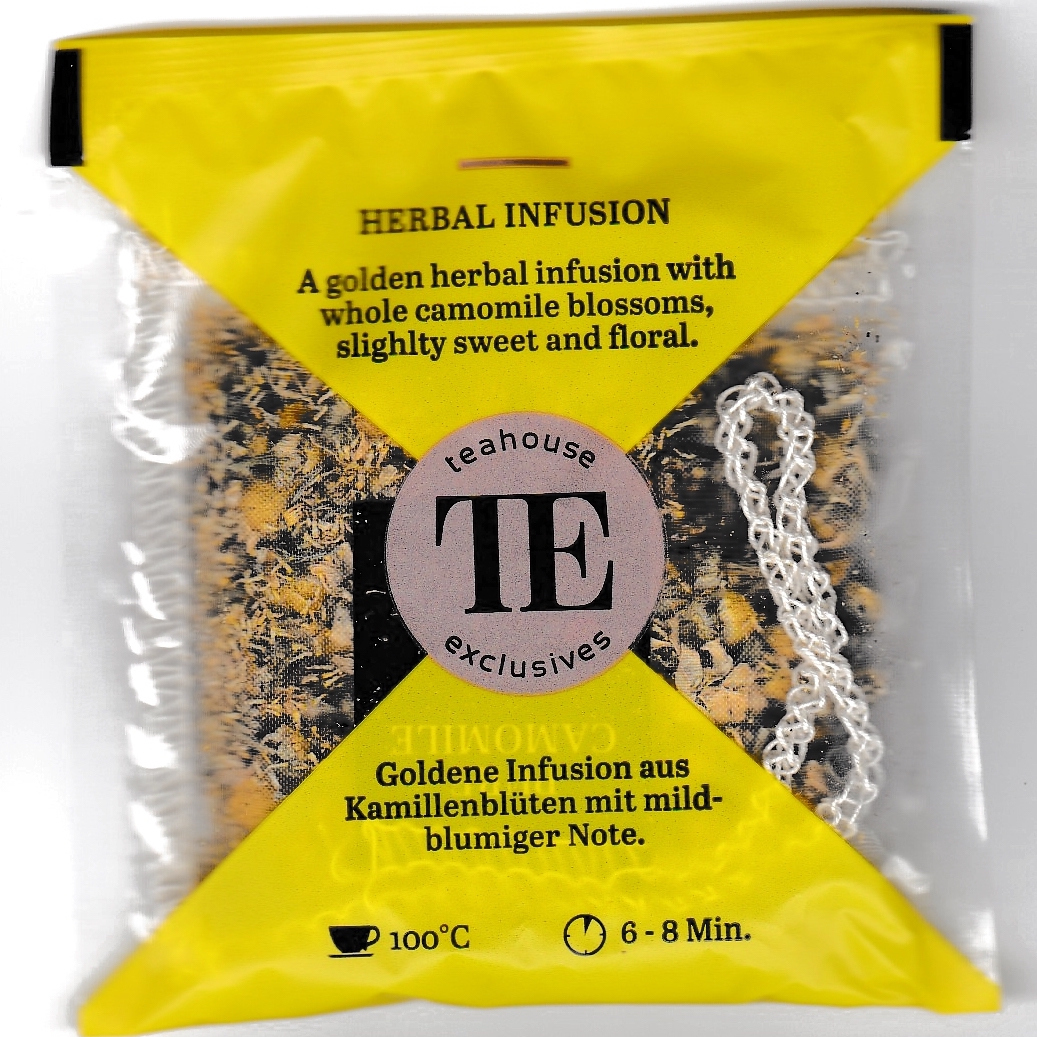 HERBAL INFUSION
A golden herbal infusion with
whole camomile blossoms,
slighlty sweet and floral.
teahouse
TE
exclusives
CAMOMILE
Goldene Infusion aus
Kamillenblüten mit mild-
blumiger Note.
100°C
6 - 8 Min.